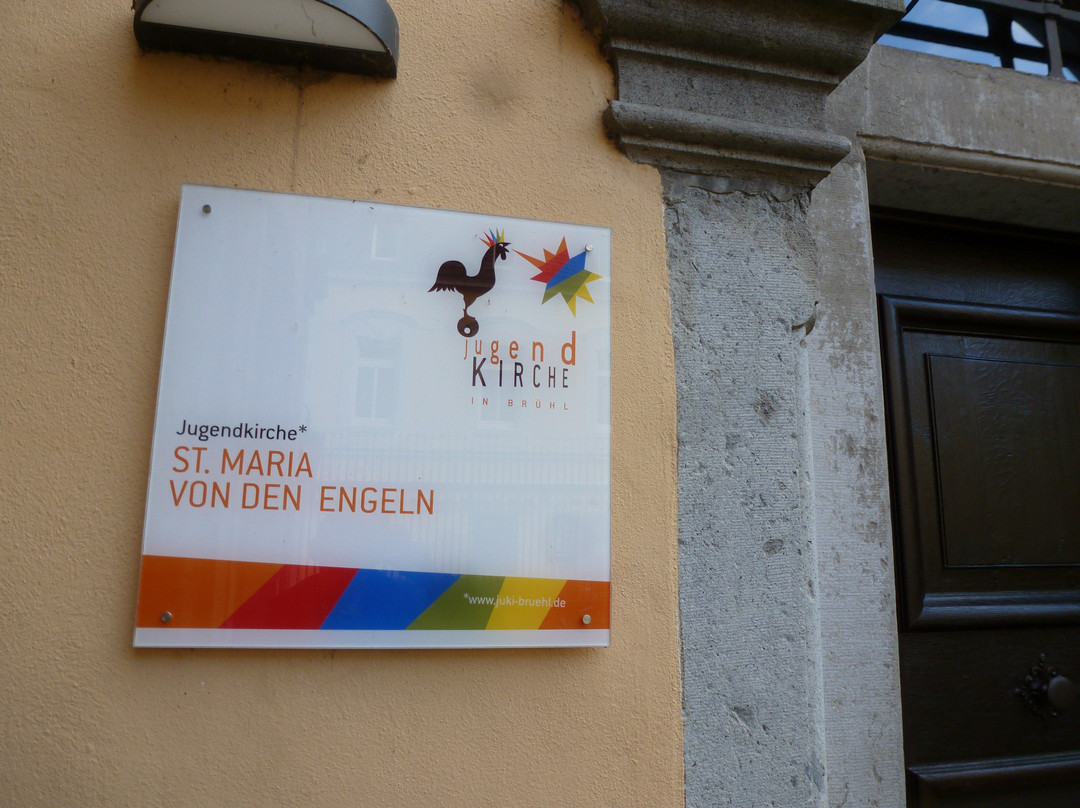 jugend
KIRCHE
IN BRÜHL
Jugendkirche*
ST. MARIA
VON DEN ENGELN
*www.juki-bruehl.de